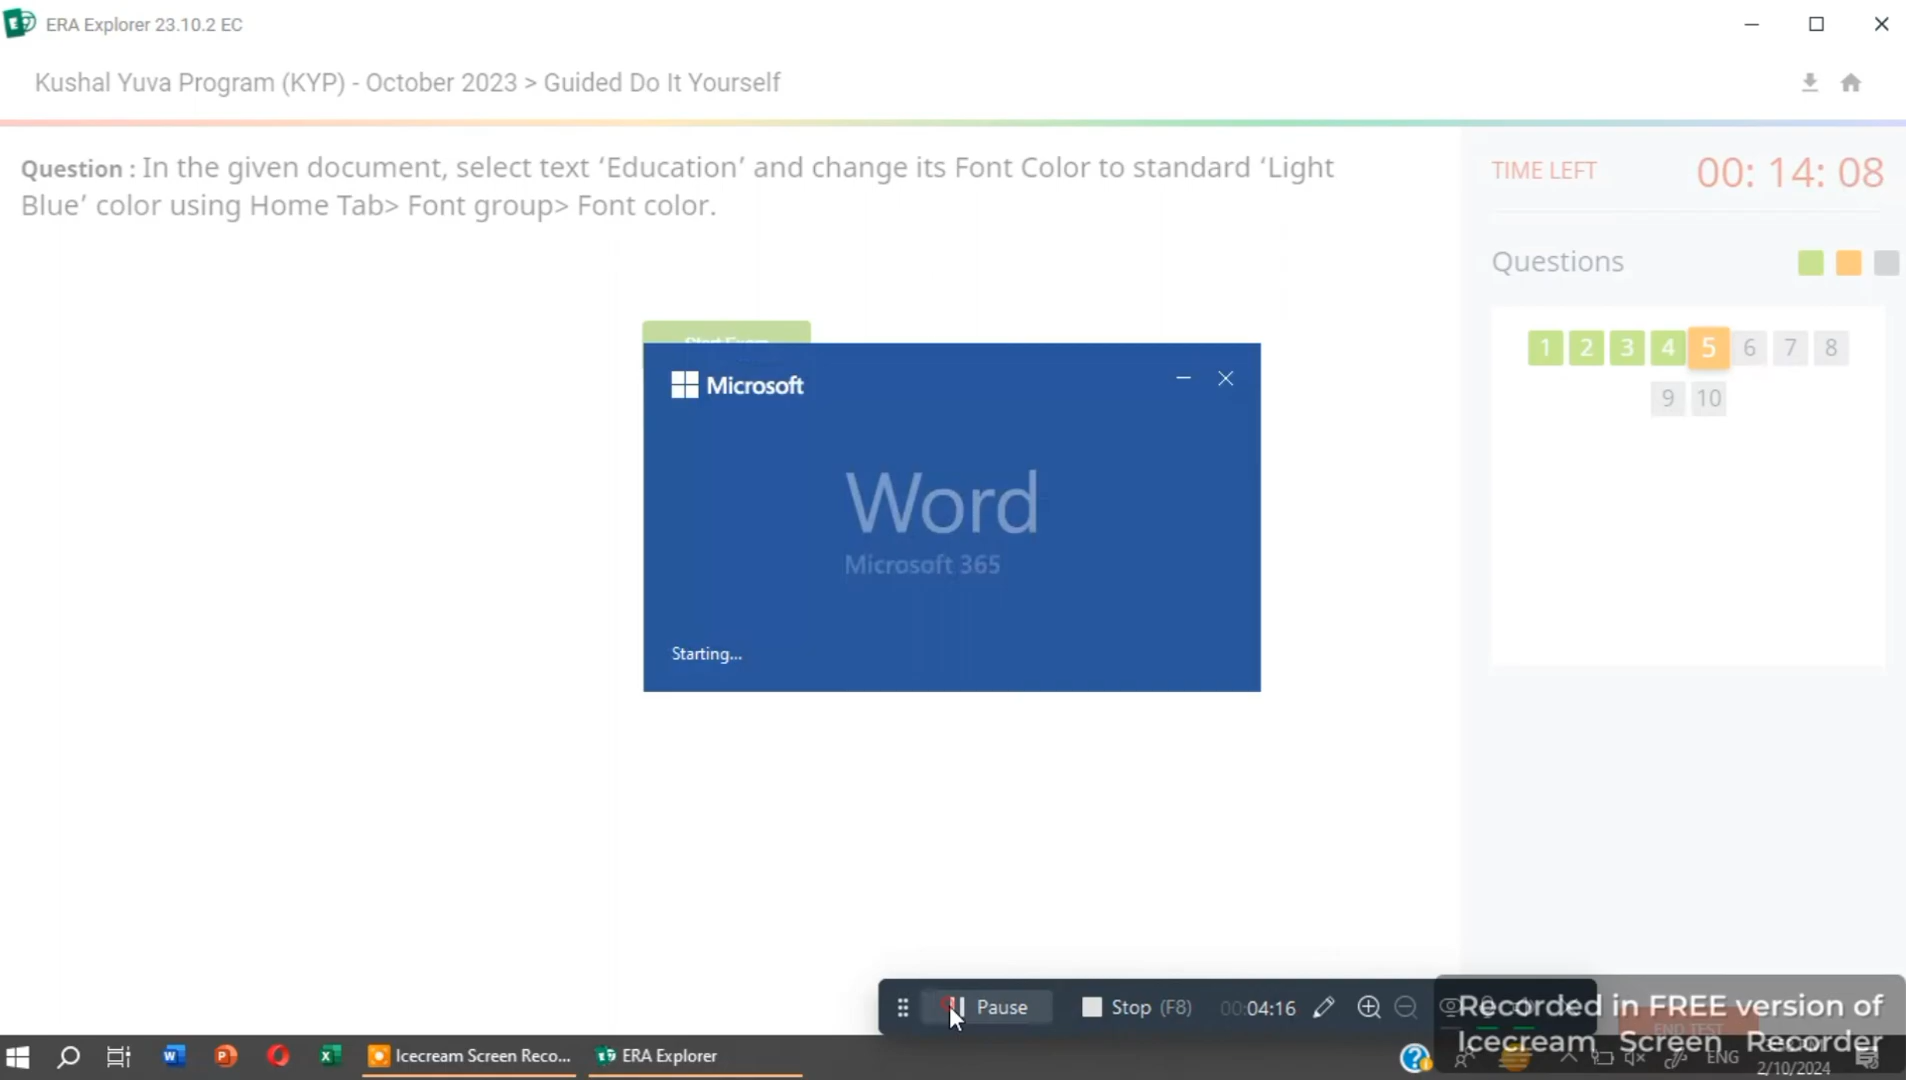 ERA Explorer 23.10.2 EC
Kushal Yuva Program (KYP) - October 2023 > Guided Do It Yourself
Question : In the given document, select text ‘Education’ and change its Font Color to standard ‘Light
Blue’ color using Home Tab> Font group> Font color.
TIME LEFT 00: 14: 08
Questions
1 2 3 4 5 6 7 8
9 10
Microsoft
Word
Microsoft 365
Starting...
Pause Stop (F8) 00:04:16
Recorded in FREE version of
Icecream Screen Recorder
END TEST
Icecream Screen Reco...
ERA Explorer
ENG
2/10/2024